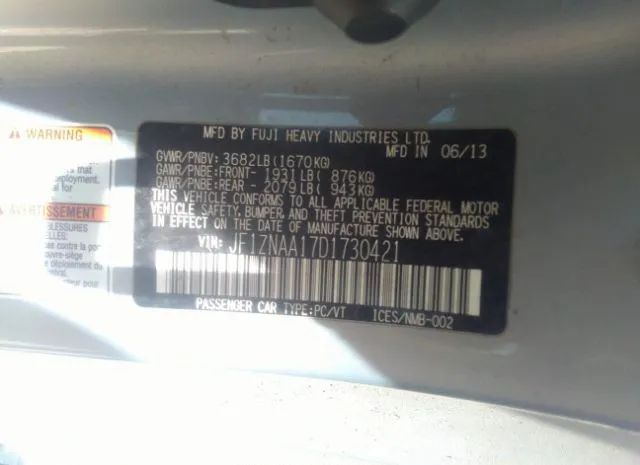 WARNING
MFD BY FUJI HEAVY INDUSTRIES LTD.
MFD IN 06/13
GVWR/PNBV: 3682LB(1670KG)
GAWR/PNBE:FRONT- 1931LB( 876KG)
GAWR/PNBE:REAR - 2079LB( 943KG)
THIS VEHICLE CONFORMS TO ALL APPLICABLE FEDERAL MOTOR
VEHICLE SAFETY, BUMPER AND THEFT PREVENTION STANDARDS
IN EFFECT ON THE DATE OF MANUFACTURE SHOWN ABOVE.
VIN: JF1ZNAA17D1730421
PASSENGER CAR TYPE:PC/VT ICES/NMB-002
AVERTISSEMENT
contre la